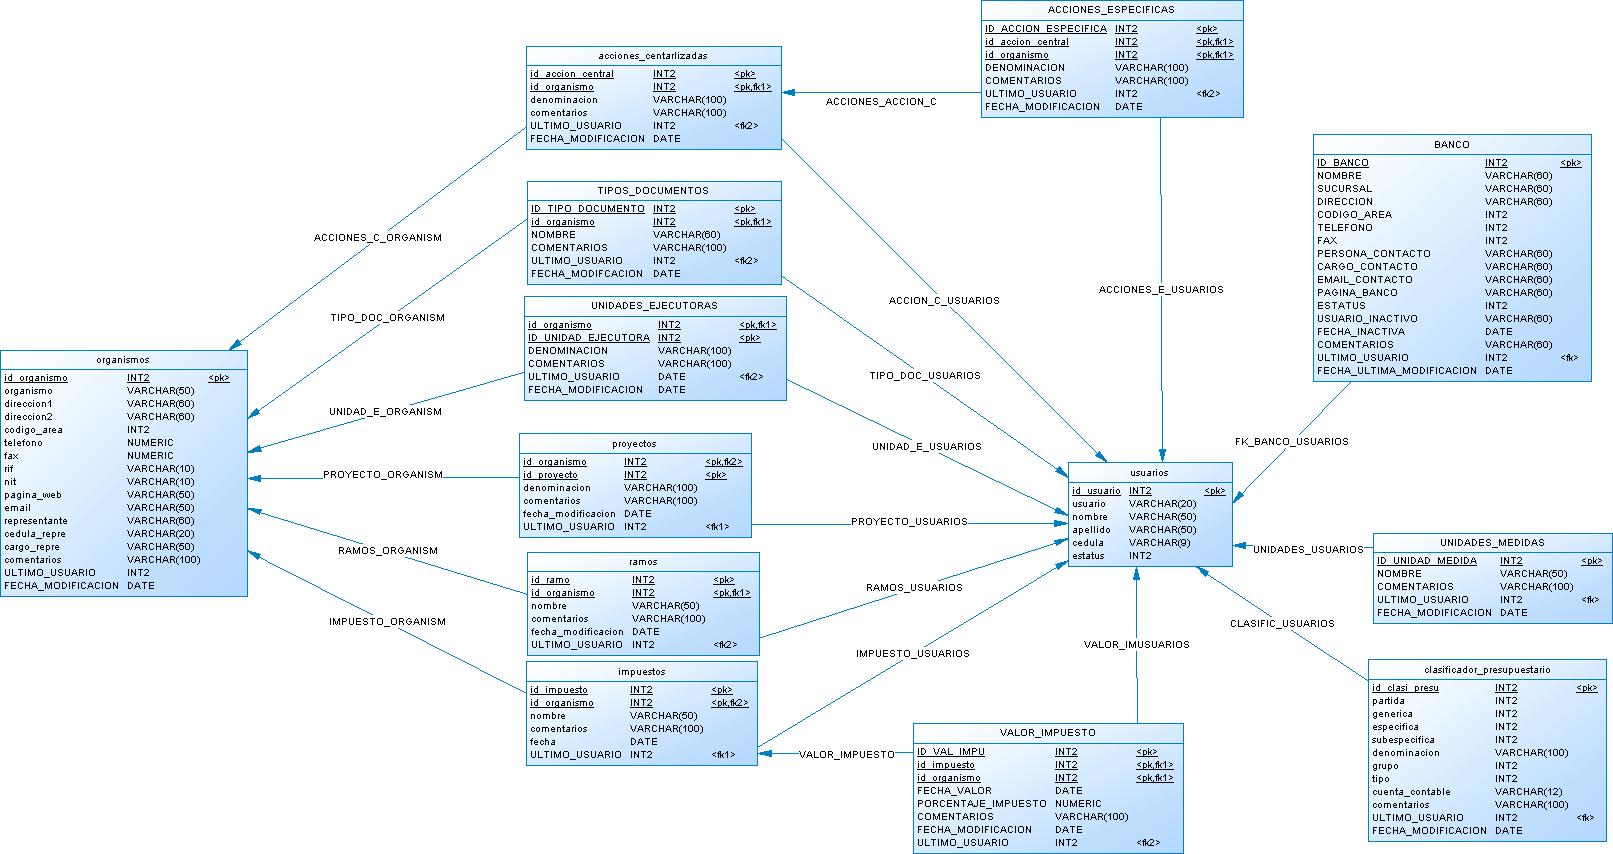 ACCIONES_ESPECIFICAS
ID_ACCION_ESPECIFICA INT2 <pk>
id_accion_central INT2 <pk,fk1>
id_organismo INT2 <pk,fk1>
DENOMINACION VARCHAR(100)
COMENTARIOS VARCHAR(100)
ULTIMO_USUARIO INT2 <fk2>
FECHA_MODIFICACION DATE
acciones_centarlizadas
id_accion_central INT2 <pk>
id_organismo INT2 <pk,fk1>
denominacion VARCHAR(100)
comentarios VARCHAR(100)
ULTIMO_USUARIO INT2 <fk2>
FECHA_MODIFICACION DATE
ACCIONES_ACCION_C
BANCO
ID_BANCO INT2 <pk>
NOMBRE VARCHAR(60)
SUCURSAL VARCHAR(60)
DIRECCION VARCHAR(60)
CODIGO_AREA INT2
TELEFONO INT2
FAX INT2
PERSONA_CONTACTO VARCHAR(60)
CARGO_CONTACTO VARCHAR(60)
EMAIL_CONTACTO VARCHAR(60)
PAGINA_BANCO VARCHAR(60)
ESTATUS INT2
USUARIO_INACTIVO VARCHAR(60)
FECHA_INACTIVA DATE
COMENTARIOS VARCHAR(60)
ULTIMO_USUARIO INT2 <fk>
FECHA_ULTIMA_MODIFICACION DATE
TIPOS_DOCUMENTOS
ID_TIPO_DOCUMENTO INT2 <pk>
id_organismo INT2 <pk,fk1>
NOMBRE VARCHAR(60)
COMENTARIOS VARCHAR(100)
ULTIMO_USUARIO INT2 <fk2>
FECHA_MODIFCACION DATE
ACCIONES_C_ORGANISM
ACCIONES_E_USUARIOS
ACCION_C_USUARIOS
UNIDADES_EJECUTORAS
id_organismo INT2 <pk,fk1>
ID_UNIDAD_EJECUTORA INT2 <pk>
DENOMINACION VARCHAR(100)
COMENTARIOS VARCHAR(100)
ULTIMO_USUARIO DATE <fk2>
FECHA_MODIFICACION DATE
TIPO_DOC_ORGANISM
organismos
id_organismo INT2 <pk>
organismo VARCHAR(50)
direccion1 VARCHAR(60)
direccion2 VARCHAR(60)
codigo_area INT2
telefono NUMERIC
fax NUMERIC
rif VARCHAR(10)
nit VARCHAR(10)
pagina_web VARCHAR(50)
email VARCHAR(50)
representante VARCHAR(60)
cedula_repre VARCHAR(20)
cargo_repre VARCHAR(50)
comentarios VARCHAR(100)
ULTIMO_USUARIO INT2
FECHA_MODIFICACION DATE
TIPO_DOC_USUARIOS
UNIDAD_E_ORGANISM
UNIDAD_E_USUARIOS
FK_BANCO_USUARIOS
proyectos
id_organismo INT2 <pk,fk2>
id_proyecto INT2 <pk>
denominacion VARCHAR(100)
comentarios VARCHAR(100)
fecha_modificacion DATE
ULTIMO_USUARIO INT2 <fk1>
PROYECTO_ORGANISM
PROYECTO_USUARIOS
usuarios
id_usuario INT2 <pk>
usuario VARCHAR(20)
nombre VARCHAR(50)
apellido VARCHAR(50)
cedula VARCHAR(9)
estatus INT2
UNIDADES_USUARIOS
UNIDADES_MEDIDAS
ID_UNIDAD_MEDIDA INT2 <pk>
NOMBRE VARCHAR(50)
COMENTARIOS VARCHAR(100)
ULTIMO_USUARIO INT2 <fk>
FECHA_MODIFICACION DATE
RAMOS_ORGANISM
ramos
id_ramo INT2 <pk>
id_organismo INT2 <pk,fk1>
nombre VARCHAR(50)
comentarios VARCHAR(100)
fecha_modificacion DATE
ULTIMO_USUARIO INT2 <fk2>
RAMOS_USUARIOS
IMPUESTO_ORGANISM
CLASIFIC_USUARIOS
IMPUESTO_USUARIOS
VALOR_IMUSUARIOS
impuestos
id_impuesto INT2 <pk>
id_organismo INT2 <pk,fk2>
nombre VARCHAR(50)
comentarios VARCHAR(100)
fecha DATE
ULTIMO_USUARIO INT2 <fk1>
VALOR_IMPUESTO
VALOR_IMPUESTO
ID_VAL_IMPU INT2 <pk>
id_impuesto INT2 <pk,fk1>
id_organismo INT2 <pk,fk1>
FECHA_VALOR DATE
PORCENTAJE_IMPUESTO NUMERIC
COMENTARIOS VARCHAR(100)
FECHA_MODIFICACION DATE
ULTIMO_USUARIO INT2 <fk2>
clasificador_presupuestario
id_clasi_presu INT2 <pk>
partida INT2
generica INT2
especifica INT2
subespecifica INT2
denominacion VARCHAR(100)
grupo INT2
tipo INT2
cuenta_contable VARCHAR(12)
comentarios VARCHAR(100)
ULTIMO_USUARIO INT2 <fk>
FECHA_MODIFICACION DATE